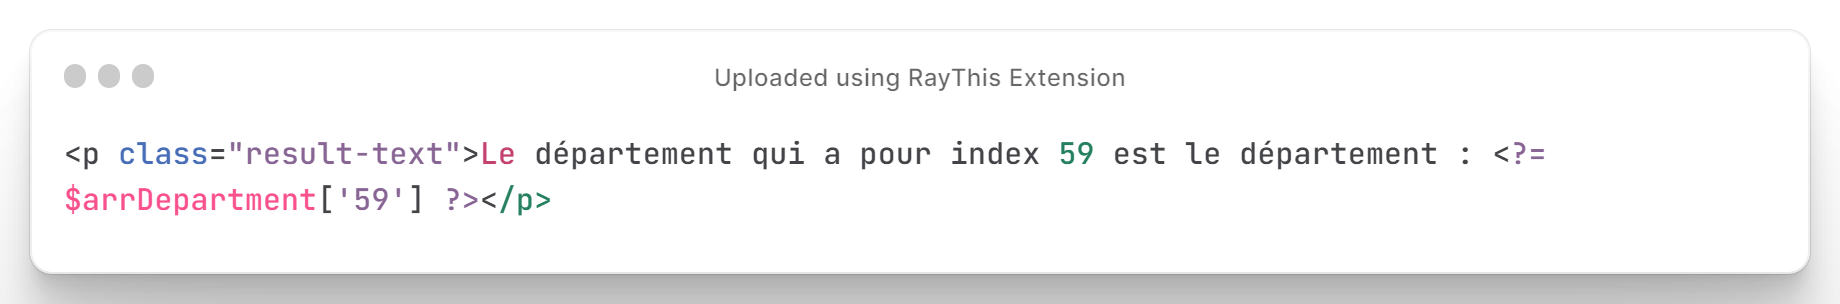 Uploaded using RayThis Extension
<p class="result-text">Le département qui a pour index 59 est le département : <?=
$arrDepartment['59'] ?></p>